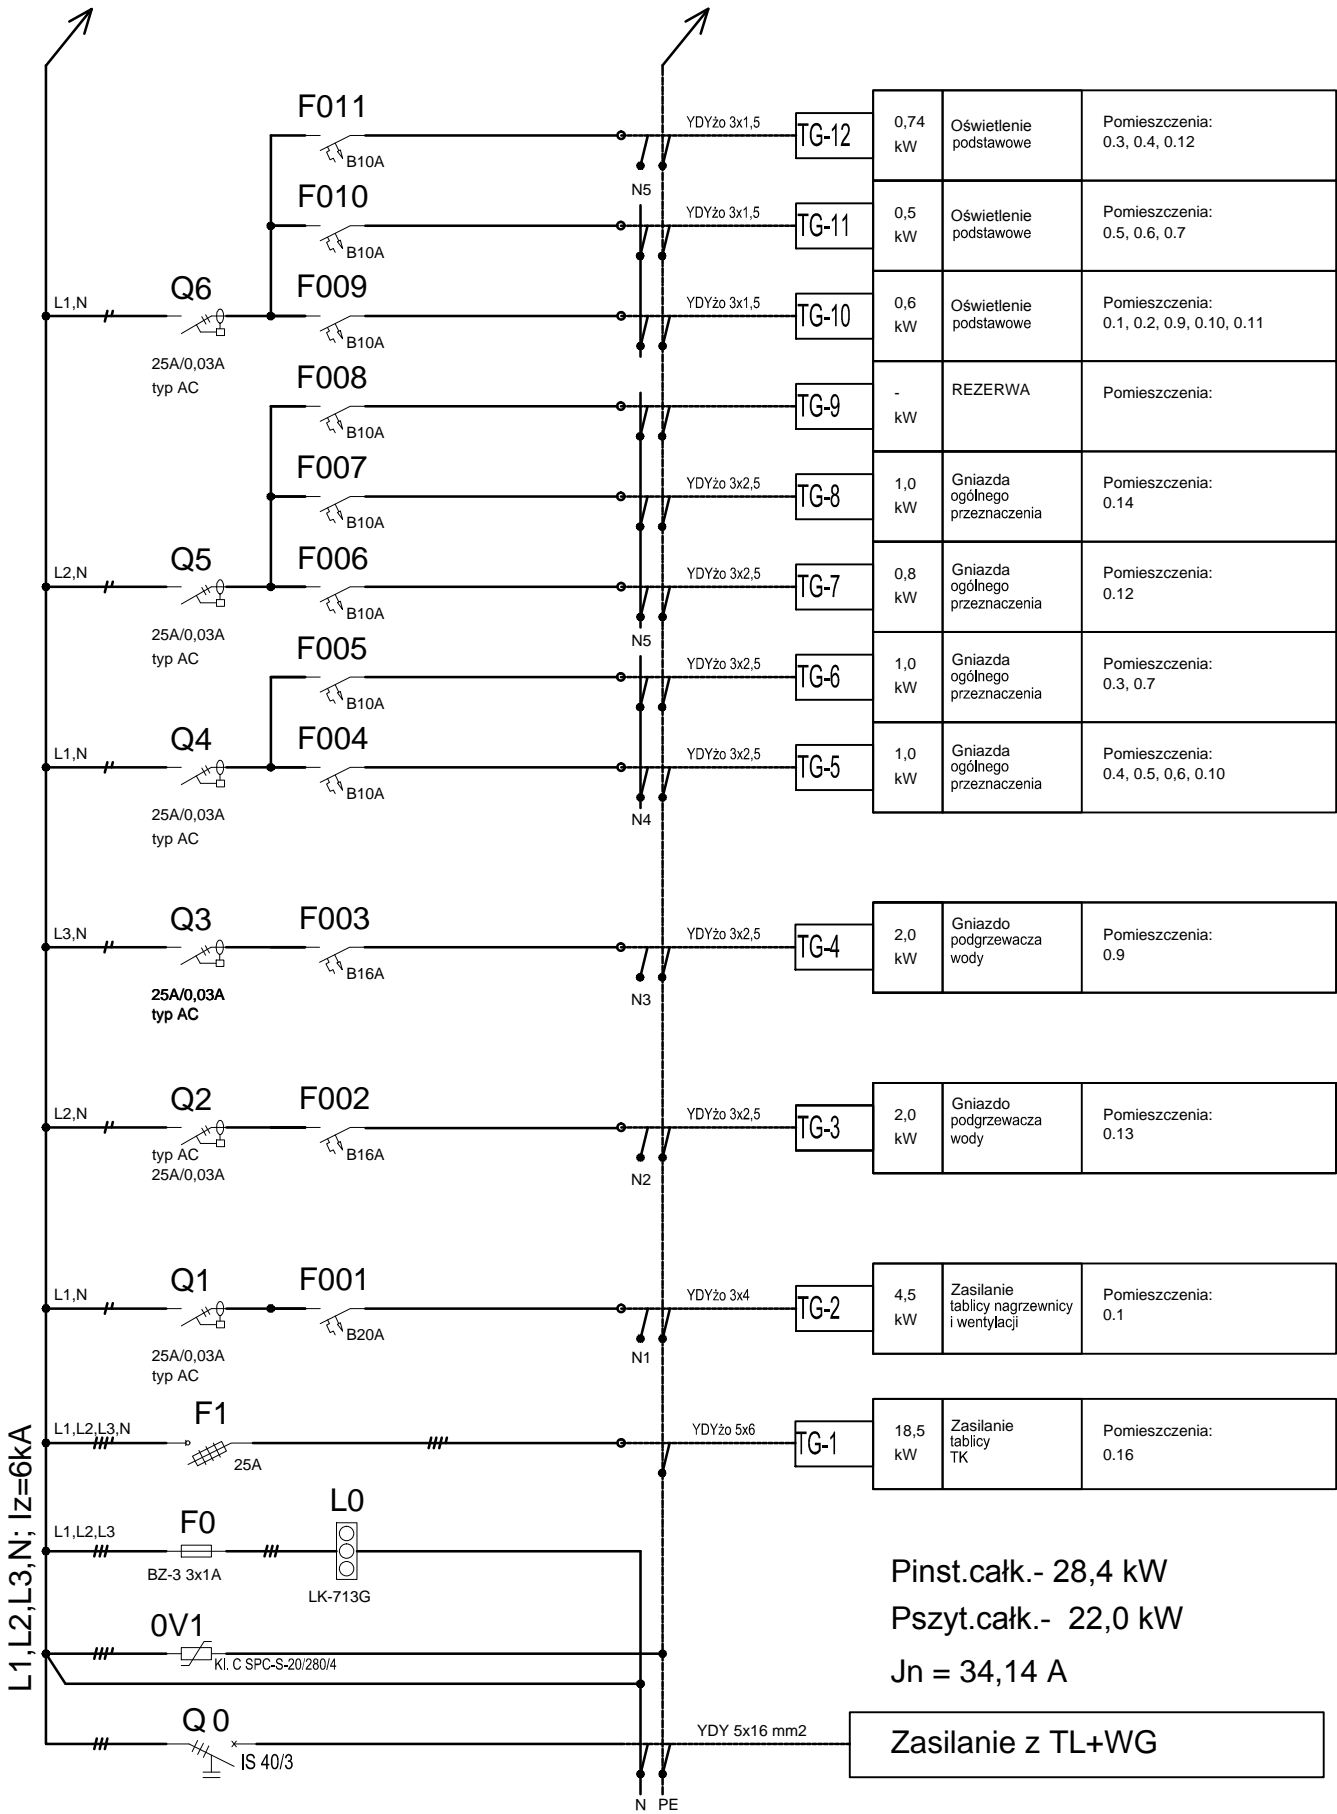 F011
B10A
YDYżo 3x1,5
TG-12
0,74
kW
Oświetlenie
podstawowe
Pomieszczenia:
0.3, 0.4, 0.12
N5
F010
B10A
YDYżo 3x1,5
TG-11
0,5
kW
Oświetlenie
podstawowe
Pomieszczenia:
0.5, 0.6, 0.7
L1,N
Q6
25A/0,03A
typ AC
F009
B10A
YDYżo 3x1,5
TG-10
0,6
kW
Oświetlenie
podstawowe
Pomieszczenia:
0.1, 0.2, 0.9, 0.10, 0.11
F008
B10A
YDYżo 3x1,5
TG-9
-
kW
REZERWA
Pomieszczenia:
F007
B10A
YDYżo 3x2,5
TG-8
1,0
kW
Gniazda
ogólnego
przeznaczenia
Pomieszczenia:
0.14
L2,N
Q5
25A/0,03A
typ AC
F006
B10A
YDYżo 3x2,5
TG-7
0,8
kW
Gniazda
ogólnego
przeznaczenia
Pomieszczenia:
0.12
N5
F005
B10A
YDYżo 3x2,5
TG-6
1,0
kW
Gniazda
ogólnego
przeznaczenia
Pomieszczenia:
0.3, 0.7
L1,N
Q4
25A/0,03A
typ AC
F004
B10A
YDYżo 3x2,5
TG-5
1,0
kW
Gniazda
ogólnego
przeznaczenia
Pomieszczenia:
0.4, 0.5, 0,6, 0.10
N4
L3,N
Q3
25A/0,03A
typ AC
F003
B16A
YDYżo 3x2,5
TG-4
2,0
kW
Gniazdo
podgrzewacza
wody
Pomieszczenia:
0.9
N3
L2,N
Q2
typ AC
25A/0,03A
F002
B16A
YDYżo 3x2,5
TG-3
2,0
kW
Gniazdo
podgrzewacza
wody
Pomieszczenia:
0.13
N2
L1,N
Q1
25A/0,03A
typ AC
F001
B20A
YDYżo 3x4
TG-2
4,5
kW
Zasilanie
tablicy nagrzewnicy
i wentylacji
Pomieszczenia:
0.1
N1
L1,L2,L3,N
F1
25A
YDYżo 5x6
TG-1
18,5
kW
Zasilanie
tablicy
TK
Pomieszczenia:
0.16
L1,L2,L3,N; Iz=6kA
L1,L2,L3
F0
BZ-3 3x1A
L0
LK-713G
Pinst.całk.- 28,4 kW
Pszyt.całk.- 22,0 kW
Jn = 34,14 A
0V1
Kl. C SPC-S-20/280/4
Q 0
IS 40/3
YDY 5x16 mm2
Zasilanie z TL+WG
N PE